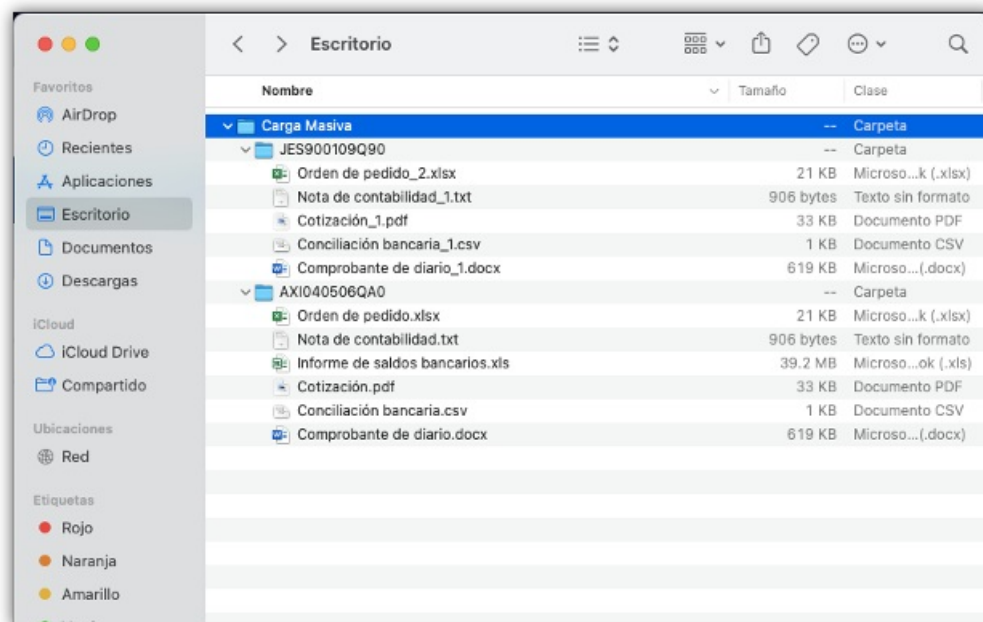 Escritorio
Nombre Tamaño Clase
Carga Masiva -- Carpeta
JES900109Q90 -- Carpeta
Orden de pedido_2.xlsx 21 KB Microso...k (.xlsx)
Nota de contabilidad_1.txt 906 bytes Texto sin formato
Cotización_1.pdf 33 KB Documento PDF
Conciliación bancaria_1.csv 1 KB Documento CSV
Comprobante de diario_1.docx 619 KB Microso...(.docx)
AXI040506QA0 -- Carpeta
Orden de pedido.xlsx 21 KB Microso...k (.xlsx)
Nota de contabilidad.txt 906 bytes Texto sin formato
Informe de saldos bancarios.xls 39.2 MB Microso...ok (.xls)
Cotización.pdf 33 KB Documento PDF
Conciliación bancaria.csv 1 KB Documento CSV
Comprobante de diario.docx 619 KB Microso...(.docx)
Favoritos
AirDrop
Recientes
Aplicaciones
Escritorio
Documentos
Descargas
iCloud
iCloud Drive
Compartido
Ubicaciones
Red
Etiquetas
Rojo
Naranja
Amarillo